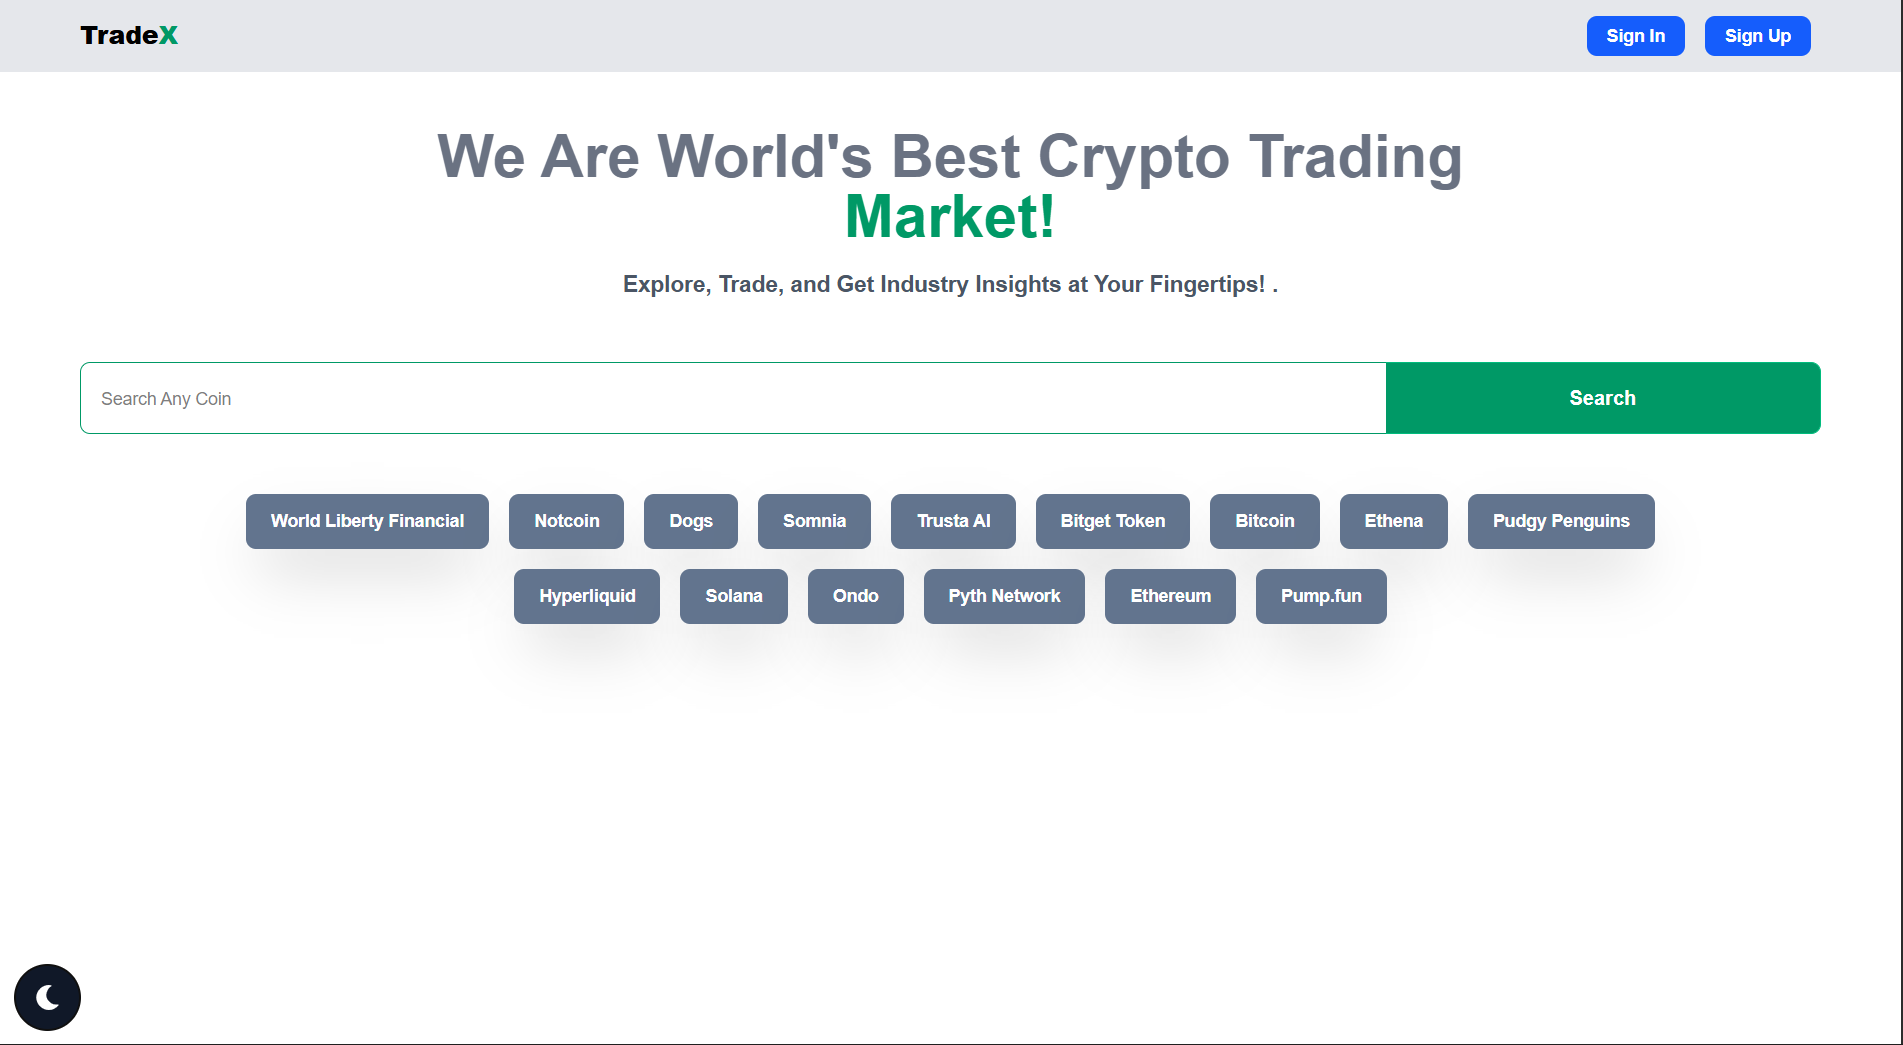 TradeX
Sign In
Sign Up
We Are World's Best Crypto Trading
Market!
Explore, Trade, and Get Industry Insights at Your Fingertips! .
Search Any Coin
Search
World Liberty Financial
Notcoin
Dogs
Somnia
Trusta AI
Bitget Token
Bitcoin
Ethena
Pudgy Penguins
Hyperliquid
Solana
Ondo
Pyth Network
Ethereum
Pump.fun